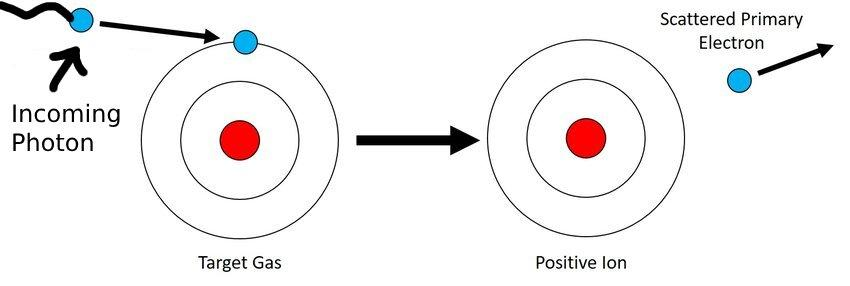 Scattered Primary
Electron
Incoming
Photon
Target Gas
Positive Ion